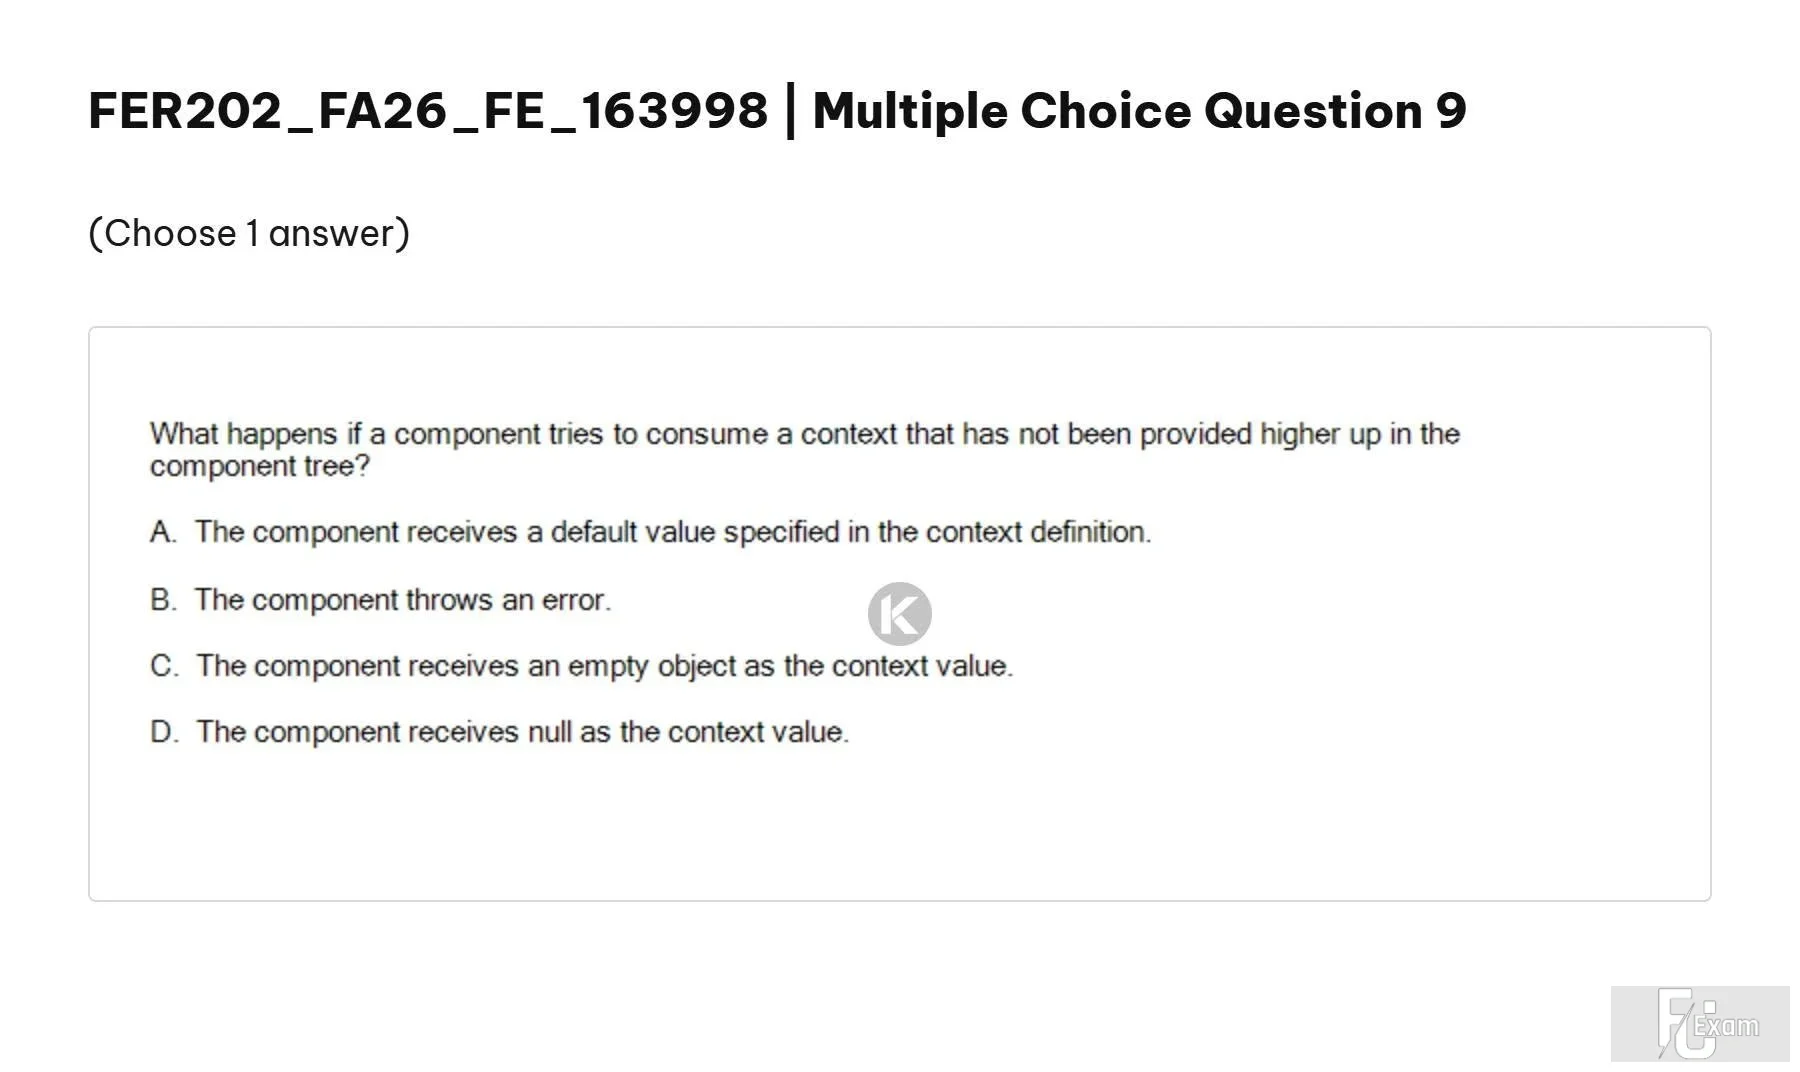 FER202_FA26_FE_163998 | Multiple Choice Question 9
(Choose 1 answer)
What happens if a component tries to consume a context that has not been provided higher up in the
component tree?
A. The component receives a default value specified in the context definition.
B. The component throws an error.
K
C. The component receives an empty object as the context value.
D. The component receives null as the context value.
FU Exam